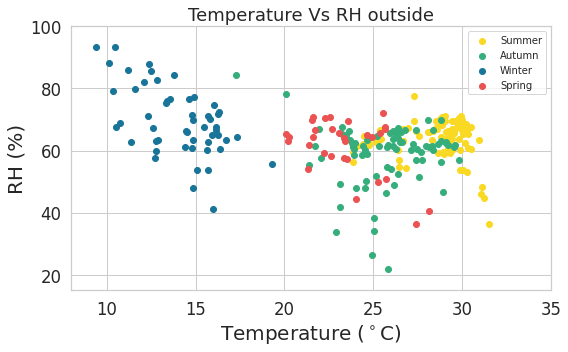 Temperature Vs RH outside
100
80
60
40
20
RH (%)
10 15 20 25 30 35
Temperature (°C)
Summer
Autumn
Winter
Spring